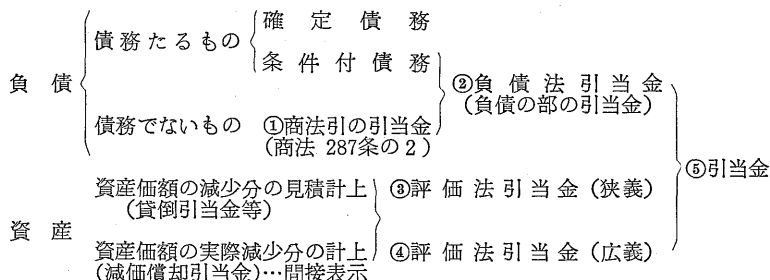 確定債務
債務たるもの
条件付債務
負債
②負債法引当金
(負債の部の引当金)
債務でないもの ①商法引の引当金
(商法 287条の2)
⑤引当金
資産価額の減少分の見積計上 ③評価法引当金(狭義)
(貸倒引当金等)
資産
資産価額の実際減少分の計上 ④評価法引当金(広義)
(減価償却引当金)…間接表示